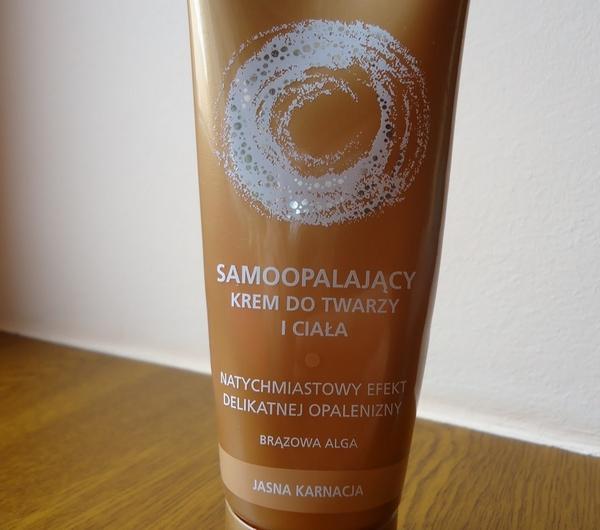 SAMOOPALAJĄCY
KREM DO TWARZY
I CIAŁA
NATYCHMIASTOWY EFEKT
DELIKATNEJ OPALENIZNY
BRĄZOWA ALGA
JASNA KARNACJA